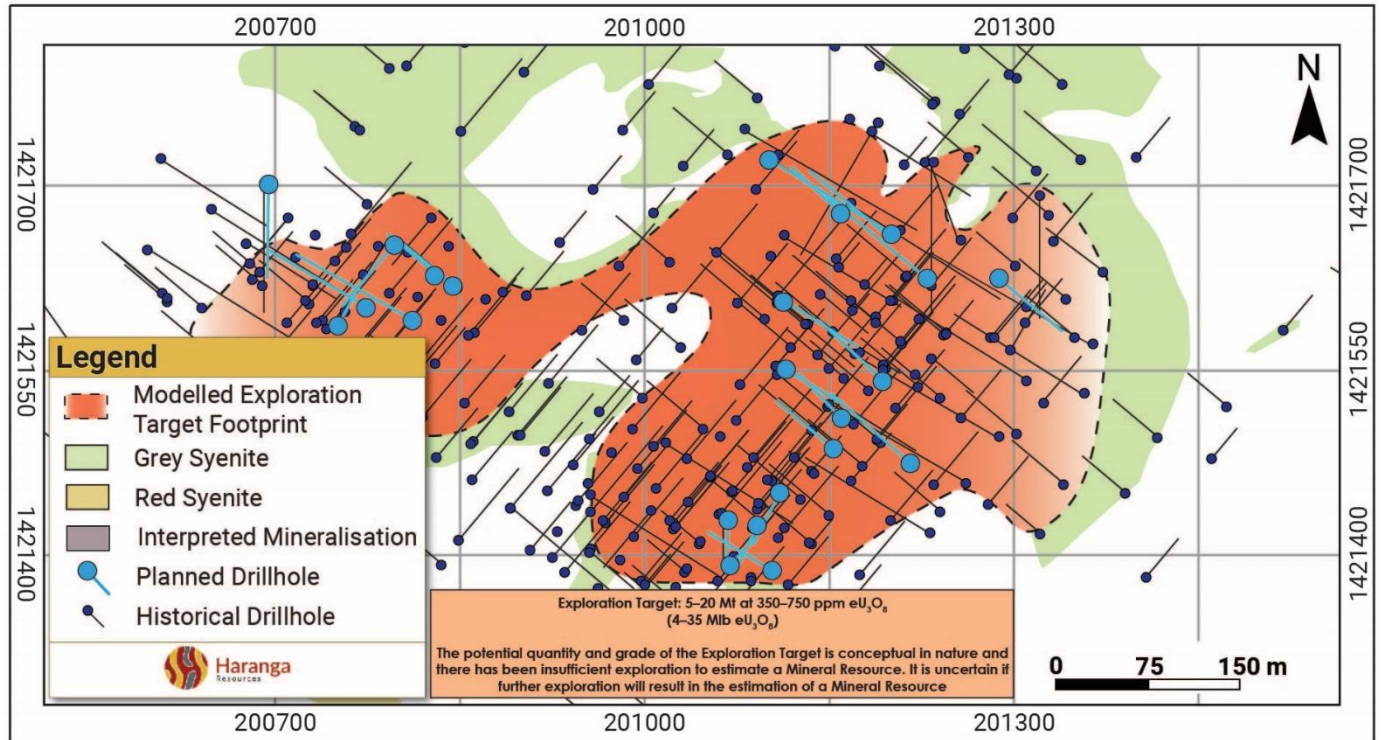 200700 201000 201300
N
1421700 1421700
1421550 1421550
1421400 1421400
Legend
Modelled Exploration
Target Footprint
Grey Syenite
Red Syenite
Interpreted Mineralisation
Planned Drillhole
Historical Drillhole
Haranga
Resources
Exploration Target: 5–20 Mt at 350–750 ppm eU₃O₈
(4–35 Mlb eU₃O₈)
The potential quantity and grade of the Exploration Target is conceptual in nature and
there has been insufficient exploration to estimate a Mineral Resource. It is uncertain if
further exploration will result in the estimation of a Mineral Resource
0 75 150 m
200700 201000 201300